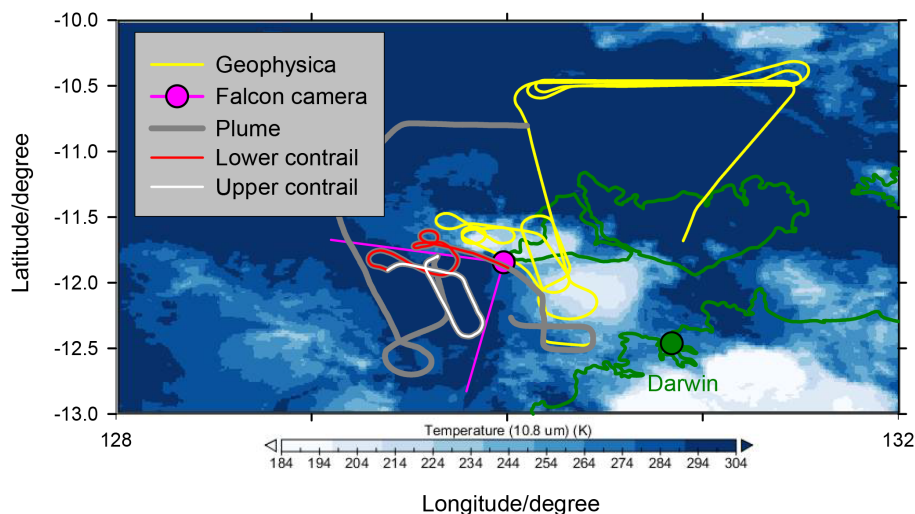 -10.0
-10.5
-11.0
-11.5
-12.0
-12.5
-13.0
Latitude/degree
Geophysica
Falcon camera
Plume
Lower contrail
Upper contrail
Darwin
128
132
Temperature (10.8 um) (K)
184 194 204 214 224 234 244 254 264 274 284 294 304
Longitude/degree